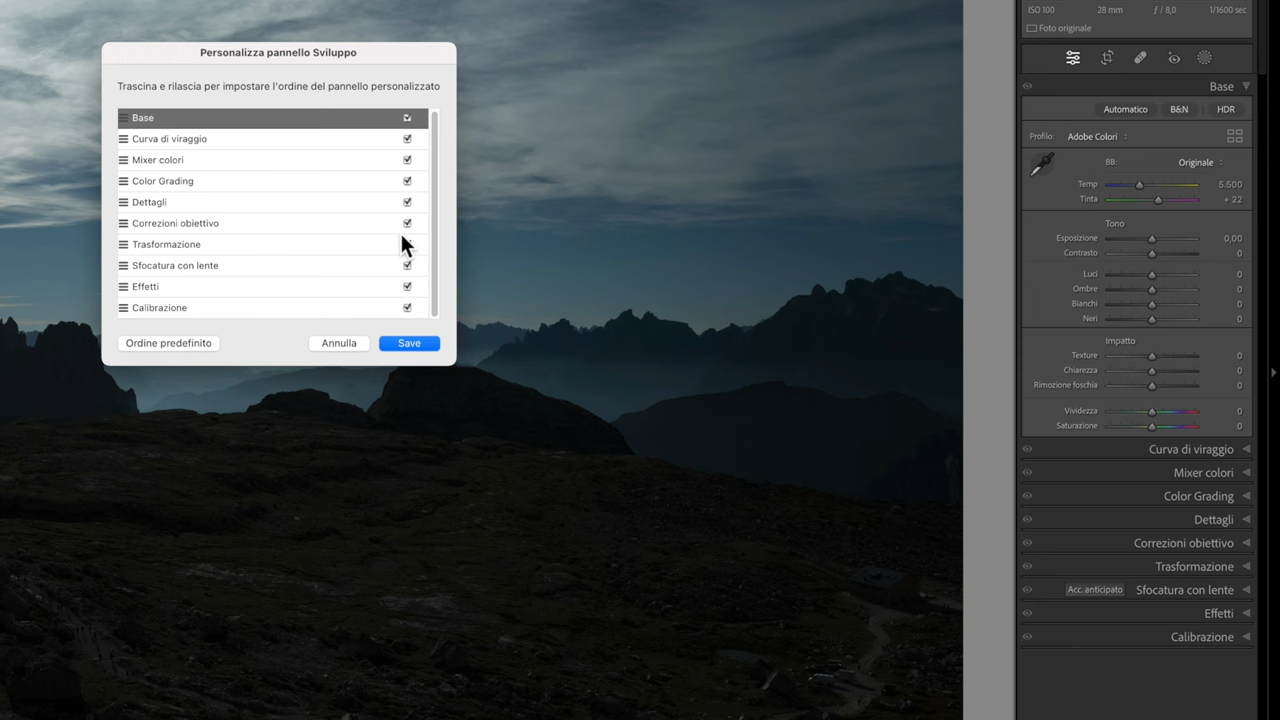 Personalizza pannello Sviluppo
Trascina e rilascia per impostare l'ordine del pannello personalizzato
Base
Curva di viraggio
Mixer colori
Color Grading
Dettagli
Correzioni obiettivo
Trasformazione
Sfocatura con lente
Effetti
Calibrazione
Ordine predefinito
Annulla
Save
ISO 100 28 mm ƒ / 8,0 1/1600 sec
Foto originale
Base
Automatico B&N HDR
Profilo: Adobe Colori
BB: Originale
Temp 5.500
Tinta + 22
Tono
Esposizione 0,00
Contrasto 0
Luci 0
Ombre 0
Bianchi 0
Neri 0
Impatto
Texture 0
Chiarezza 0
Rimozione foschia 0
Vividezza 0
Saturazione 0
Curva di viraggio
Mixer colori
Color Grading
Dettagli
Correzioni obiettivo
Trasformazione
Acc. anticipato Sfocatura con lente
Effetti
Calibrazione